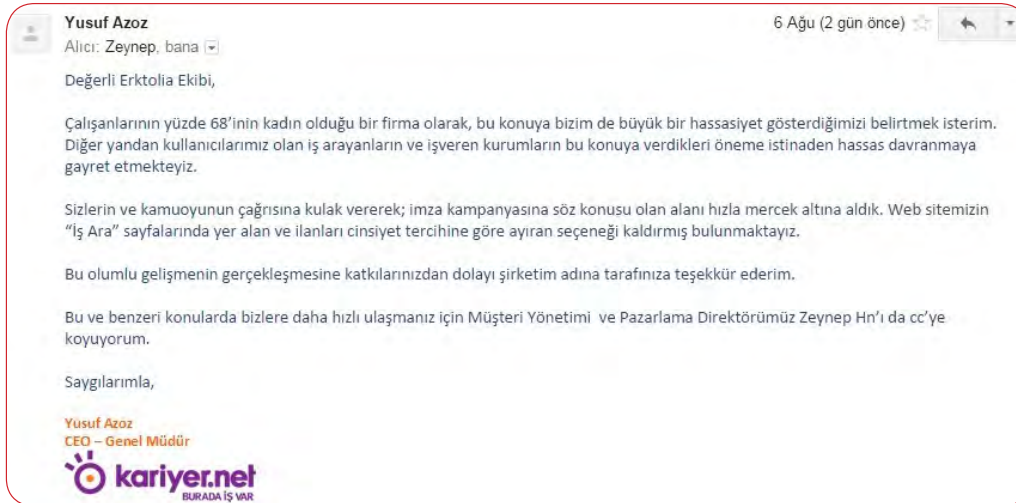 Yusuf Azoz
6 Ağu (2 gün önce)
Alıcı: Zeynep, bana
Değerli Erktolia Ekibi,
Çalışanlarının yüzde 68'inin kadın olduğu bir firma olarak, bu konuya bizim de büyük bir hassasiyet gösterdiğimizi belirtmek isterim.
Diğer yandan kullanıcılarımız olan iş arayanların ve işveren kurumların bu konuya verdikleri öneme istinaden hassas davranmaya
gayret etmekteyiz.
Sizlerin ve kamuoyunun çağrısına kulak vererek; imza kampanyasına söz konusu olan alanı hızla mercek altına aldık. Web sitemizin
“İş Ara” sayfalarında yer alan ve ilanları cinsiyet tercihine göre ayıran seçeneği kaldırmış bulunmaktayız.
Bu olumlu gelişmenin gerçekleşmesine katkılarınızdan dolayı şirketim adına tarafınıza teşekkür ederim.
Bu ve benzeri konularda bizlere daha hızlı ulaşmanız için Müşteri Yönetimi ve Pazarlama Direktörümüz Zeynep Hn'ı da cc'ye
koyuyorum.
Saygılarımla,
Yusuf Azoz
CEO – Genel Müdür
kariyer.net
BURADA İŞ VAR